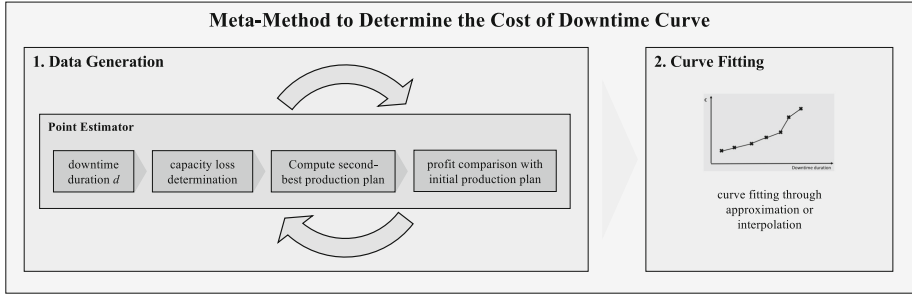 Meta-Method to Determine the Cost of Downtime Curve
1. Data Generation
Point Estimator
downtime
duration d
capacity loss
determination
Compute second-
best production plan
profit comparison with
initial production plan
2. Curve Fitting
€
Downtime duration
curve fitting through
approximation or
interpolation